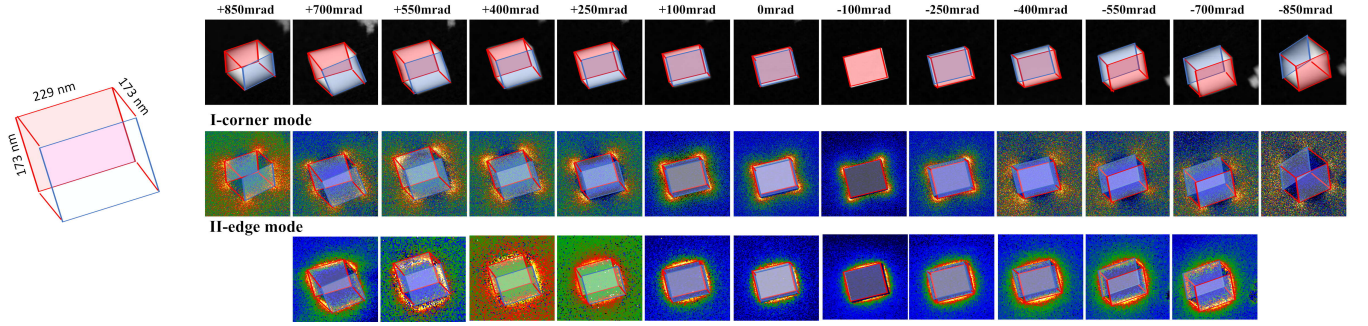 +850mrad +700mrad +550mrad +400mrad +250mrad +100mrad 0mrad -100mrad -250mrad -400mrad -550mrad -700mrad -850mrad
229 nm
173 nm
173 nm
I-corner mode
II-edge mode